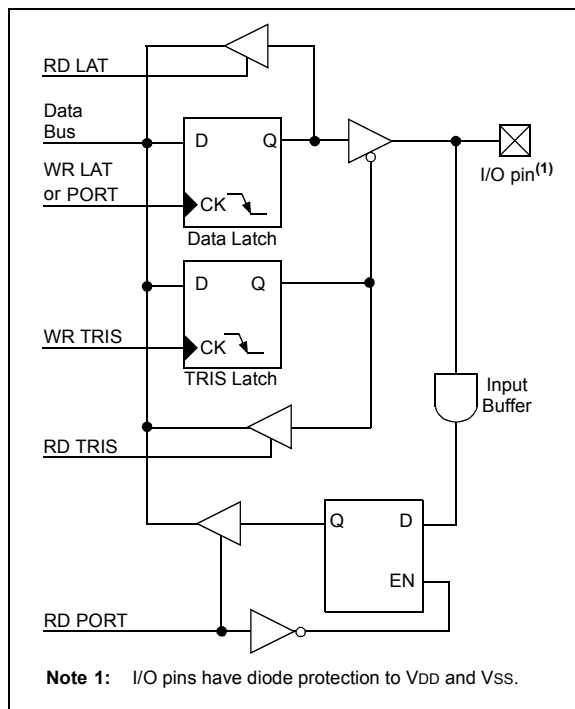 RD LAT
Data
Bus
D Q
WR LAT
or PORT
I/O pin(1)
CK
Data Latch
D Q
WR TRIS
CK
TRIS Latch
Input
Buffer
RD TRIS
Q D
EN
RD PORT
Note 1: I/O pins have diode protection to VDD and VSS.